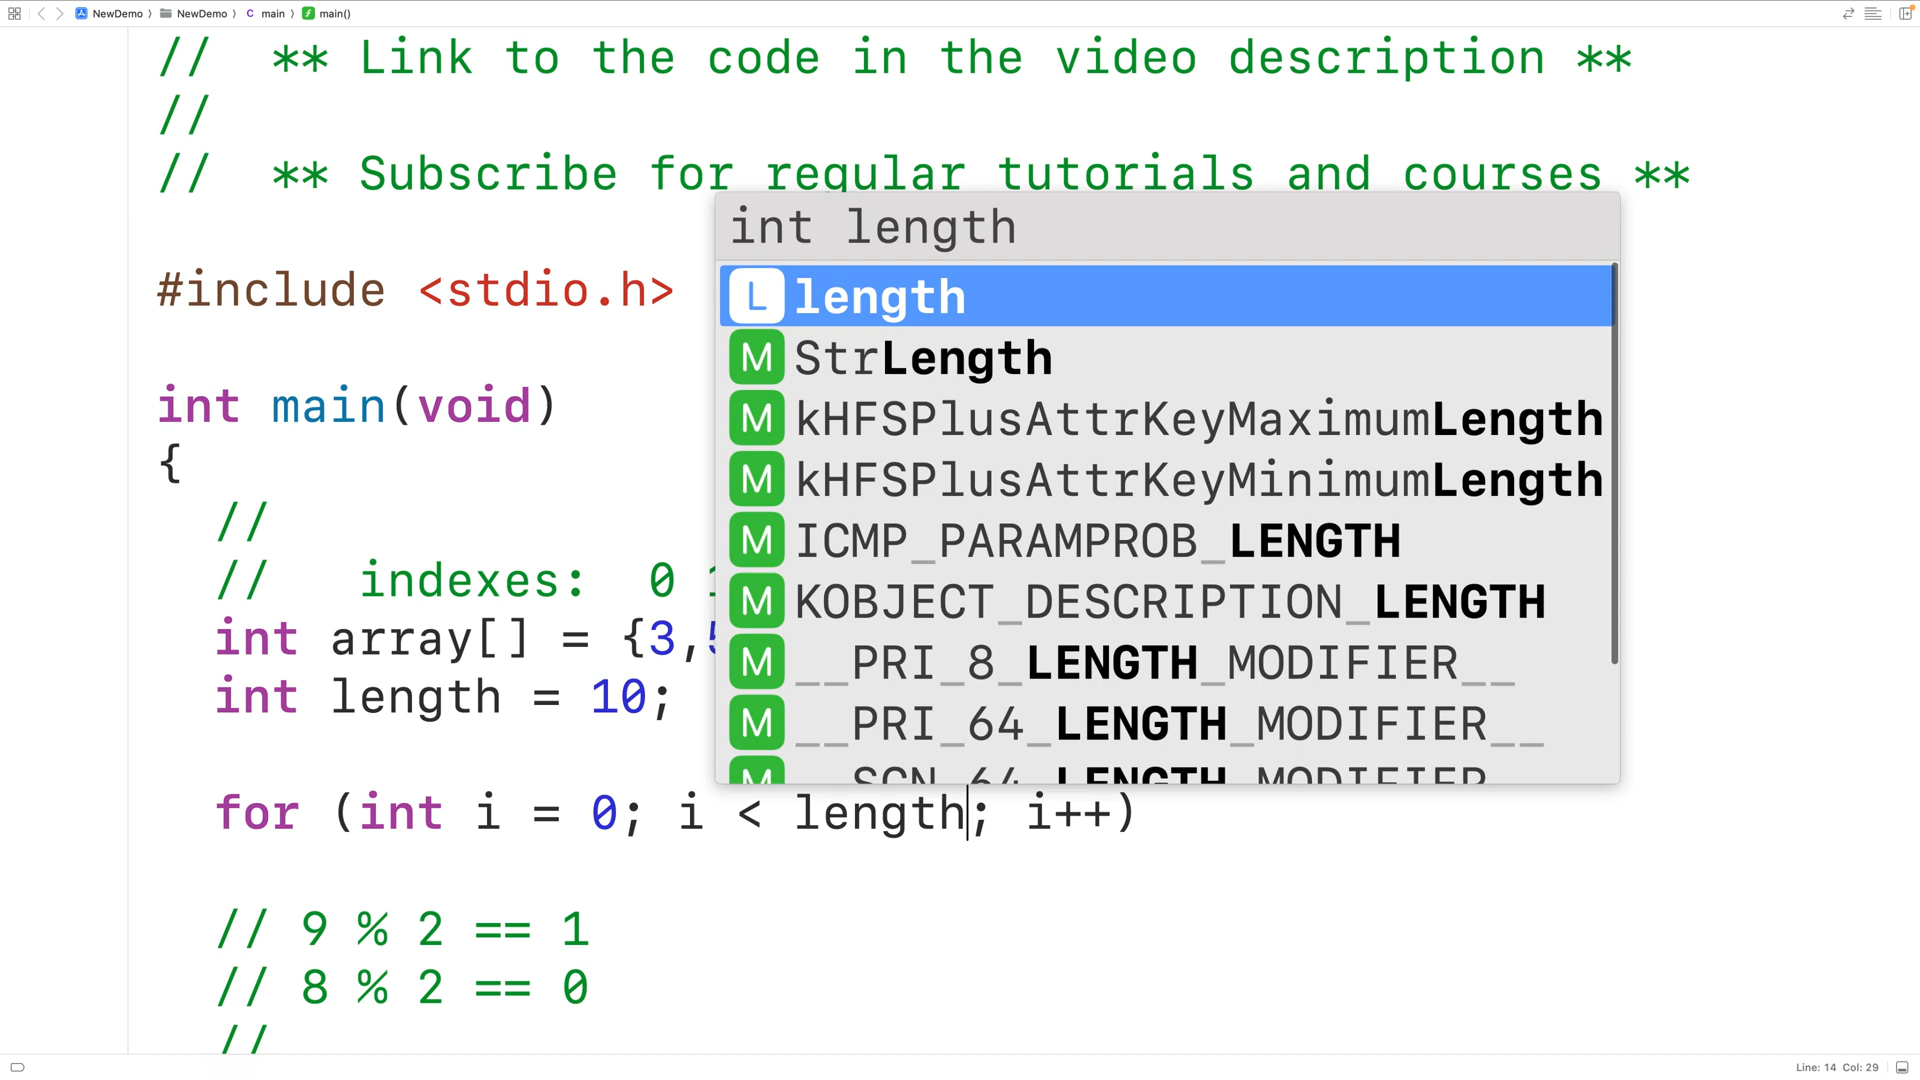 NewDemo 〉 NewDemo 〉 C main 〉 f main()
// ** Link to the code in the video description **
//
// ** Subscribe for regular tutorials and courses **
#include <stdio.h>
int main(void)
{
//
// indexes: 0
int array[] = {3,
int length = 10;
int length
L length
M StrLength
M kHFSPlusAttrKeyMaximumLength
M kHFSPlusAttrKeyMinimumLength
M ICMP_PARAMPROB_LENGTH
M KOBJECT_DESCRIPTION_LENGTH
M __PRI_8_LENGTH_MODIFIER__
M __PRI_64_LENGTH_MODIFIER__
M __SCN_64_LENGTH_MODIFIER__
for (int i = 0; i < length; i++)
// 9 % 2 == 1
// 8 % 2 == 0
//
Line: 14 Col: 29